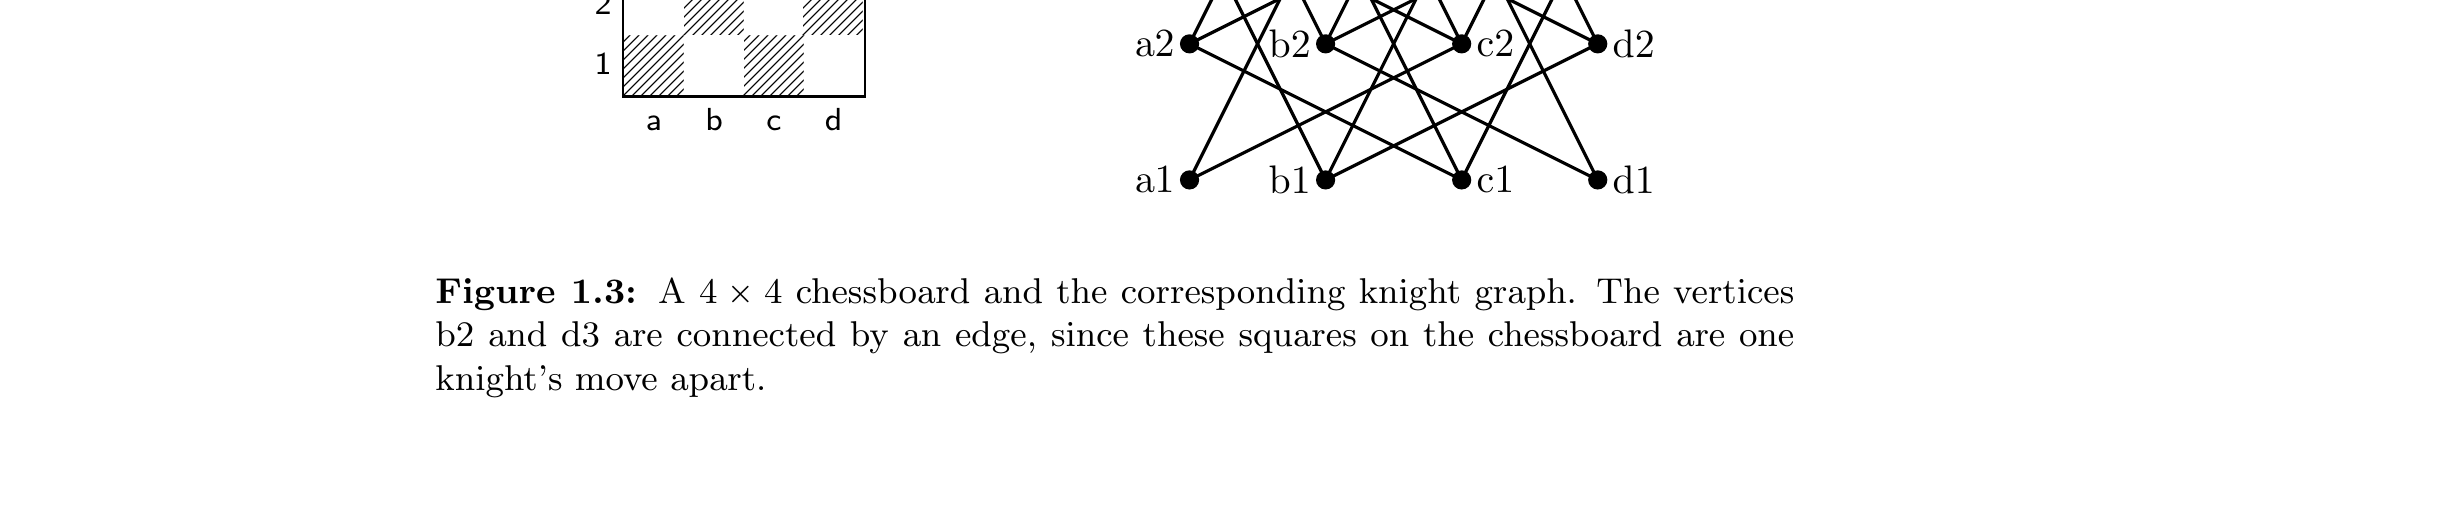 2
a2 b2 c2 d2
1
a b c d
a1 b1 c1 d1
Figure 1.3: A 4 × 4 chessboard and the corresponding knight graph. The vertices
b2 and d3 are connected by an edge, since these squares on the chessboard are one
knight's move apart.